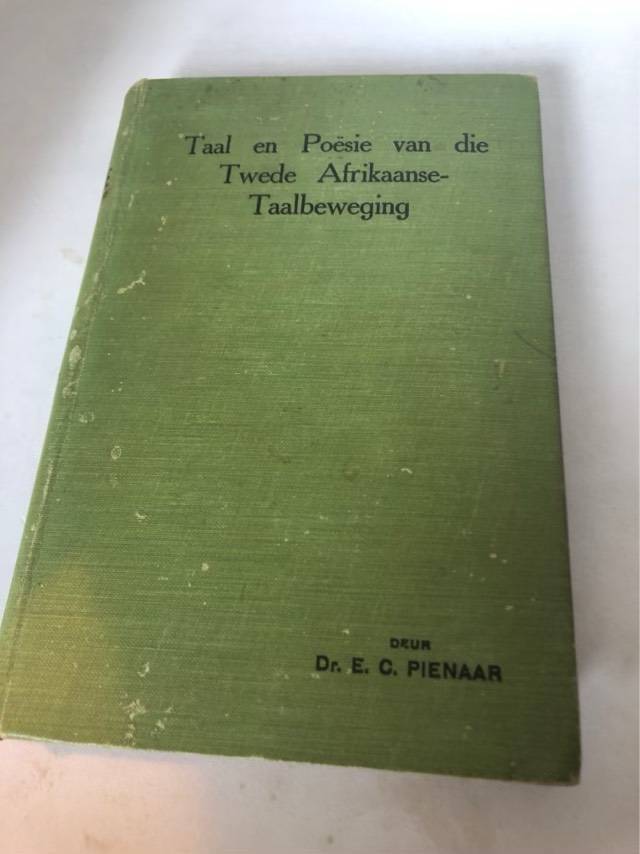 Taal en Poësie van die
Twede Afrikaanse-
Taalbeweging
DEUR
Dr. E. C. PIENAAR